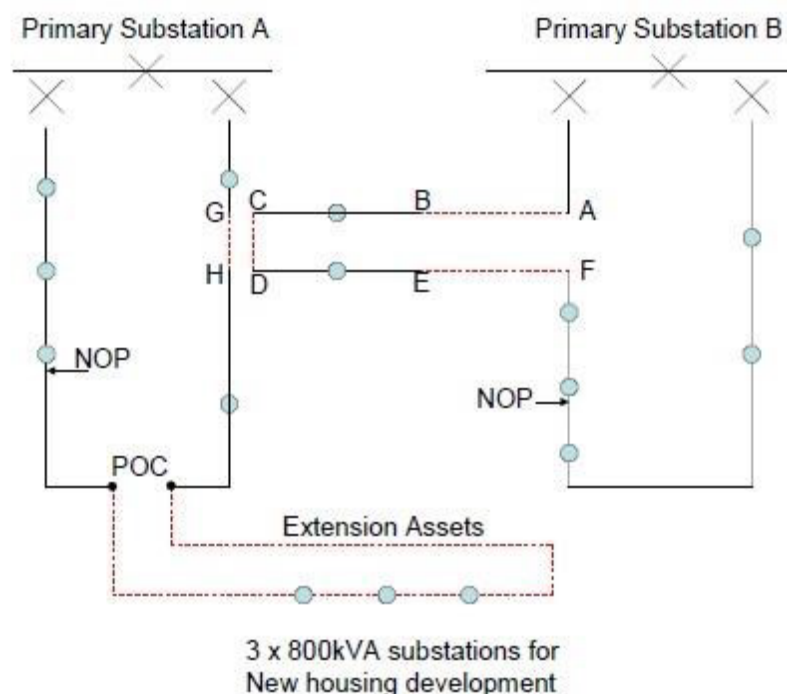 Primary Substation A
Primary Substation B
G
C
B
A
H
D
E
F
NOP
NOP
POC
Extension Assets
3 x 800kVA substations for
New housing development